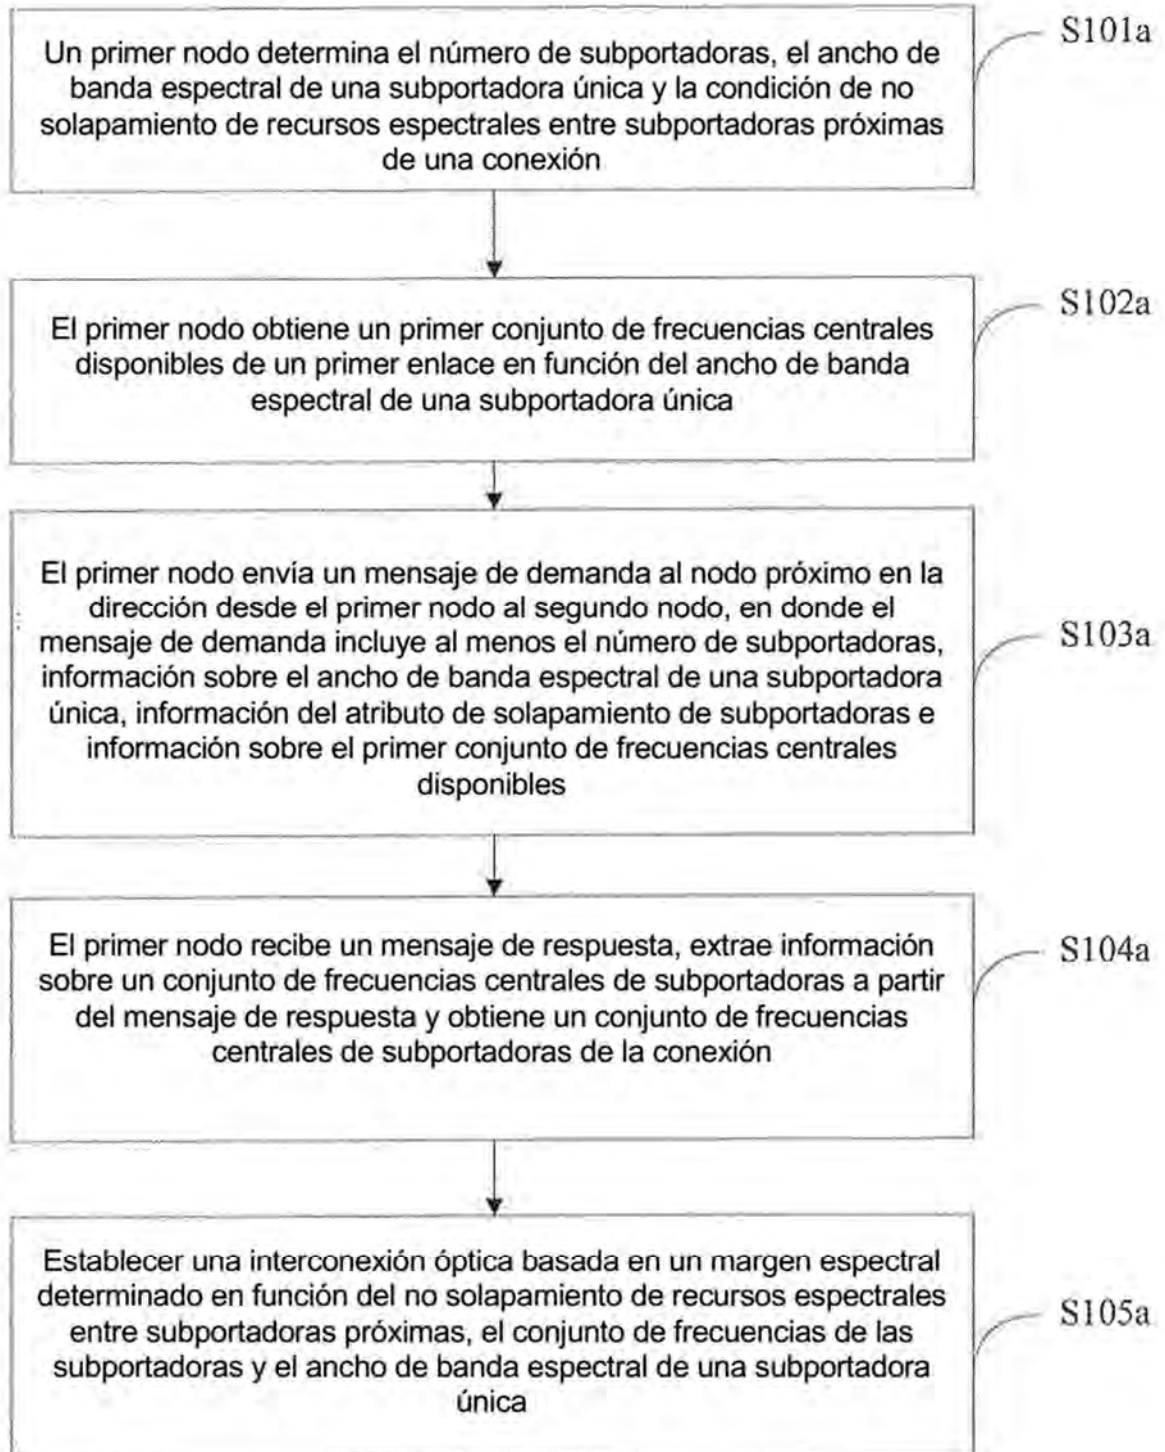 S101a
Un primer nodo determina el número de subportadoras, el ancho de
banda espectral de una subportadora única y la condición de no
solapamiento de recursos espectrales entre subportadoras próximas
de una conexión
S102a
El primer nodo obtiene un primer conjunto de frecuencias centrales
disponibles de un primer enlace en función del ancho de banda
espectral de una subportadora única
El primer nodo envía un mensaje de demanda al nodo próximo en la
dirección desde el primer nodo al segundo nodo, en donde el
mensaje de demanda incluye al menos el número de subportadoras,
S103a
información sobre el ancho de banda espectral de una subportadora
única, información del atributo de solapamiento de subportadoras e
información sobre el primer conjunto de frecuencias centrales
disponibles
El primer nodo recibe un mensaje de respuesta, extrae información
S104a
sobre un conjunto de frecuencias centrales de subportadoras a partir
del mensaje de respuesta y obtiene un conjunto de frecuencias
centrales de subportadoras de la conexión
Establecer una interconexión óptica basada en un margen espectral
determinado en función del no solapamiento de recursos espectrales
entre subportadoras próximas, el conjunto de frecuencias de las
S105a
subportadoras y el ancho de banda espectral de una subportadora
única